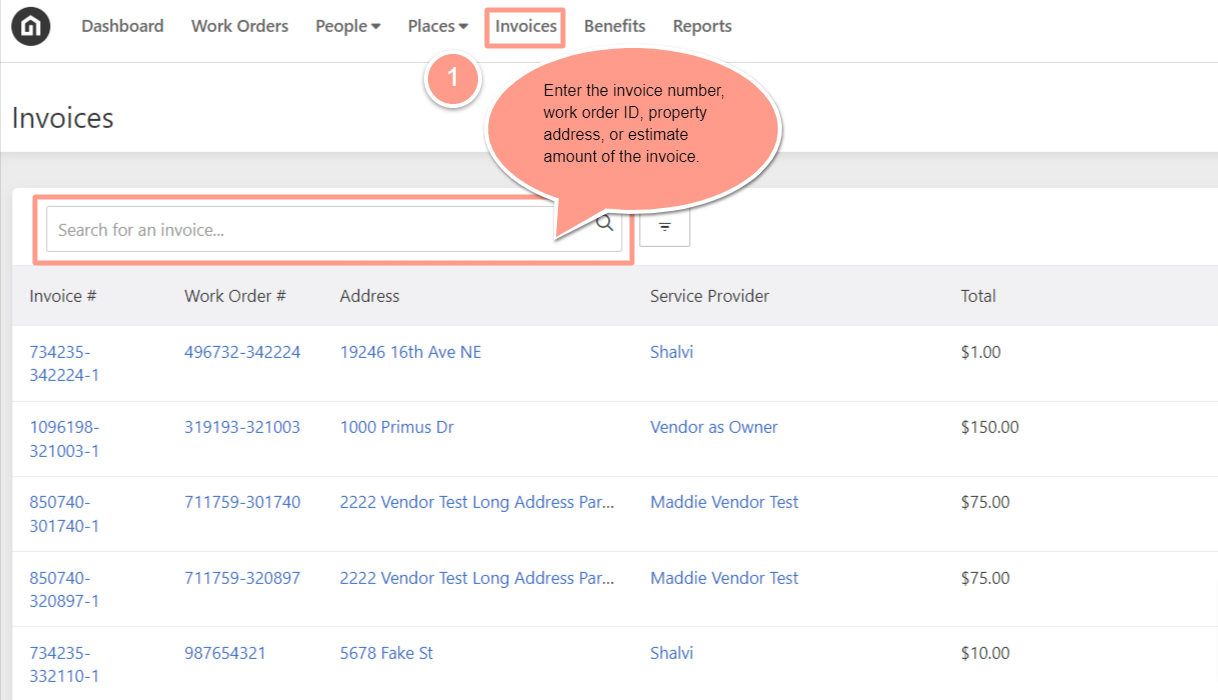 Dashboard Work Orders People Places Invoices Benefits Reports
1
Enter the invoice number,
work order ID, property
address, or estimate
amount of the invoice.
Invoices
Search for an invoice...
Invoice # Work Order # Address Service Provider Total
734235- 496732-342224 19246 16th Ave NE Shalvi $1.00
342224-1
1096198- 319193-321003 1000 Primus Dr Vendor as Owner $150.00
321003-1
850740- 711759-301740 2222 Vendor Test Long Address Par... Maddie Vendor Test $75.00
301740-1
850740- 711759-320897 2222 Vendor Test Long Address Par... Maddie Vendor Test $75.00
320897-1
734235- 987654321 5678 Fake St Shalvi $10.00
332110-1